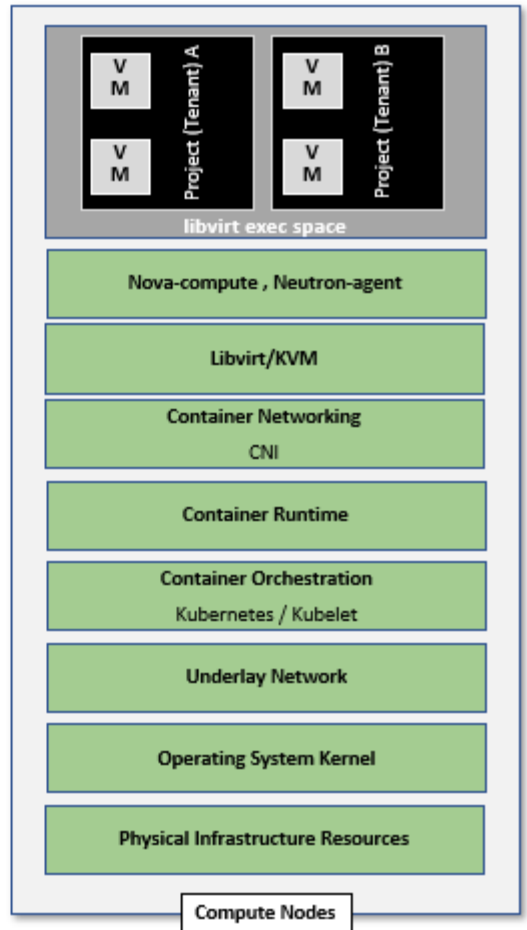 V
M
V
M
Project (Tenant) A
V
M
V
M
Project (Tenant) B
libvirt exec space
Nova-compute , Neutron-agent
Libvirt/KVM
Container Networking
CNI
Container Runtime
Container Orchestration
Kubernetes / Kubelet
Underlay Network
Operating System Kernel
Physical Infrastructure Resources
Compute Nodes